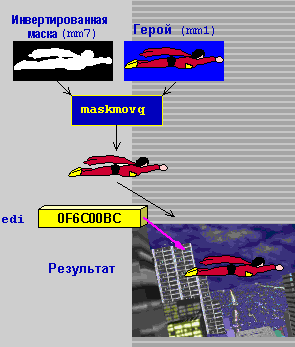 Инвертированная
маска (mm7)
Герой (mm1)
maskmovq
edi
0F6C00BC
Результат